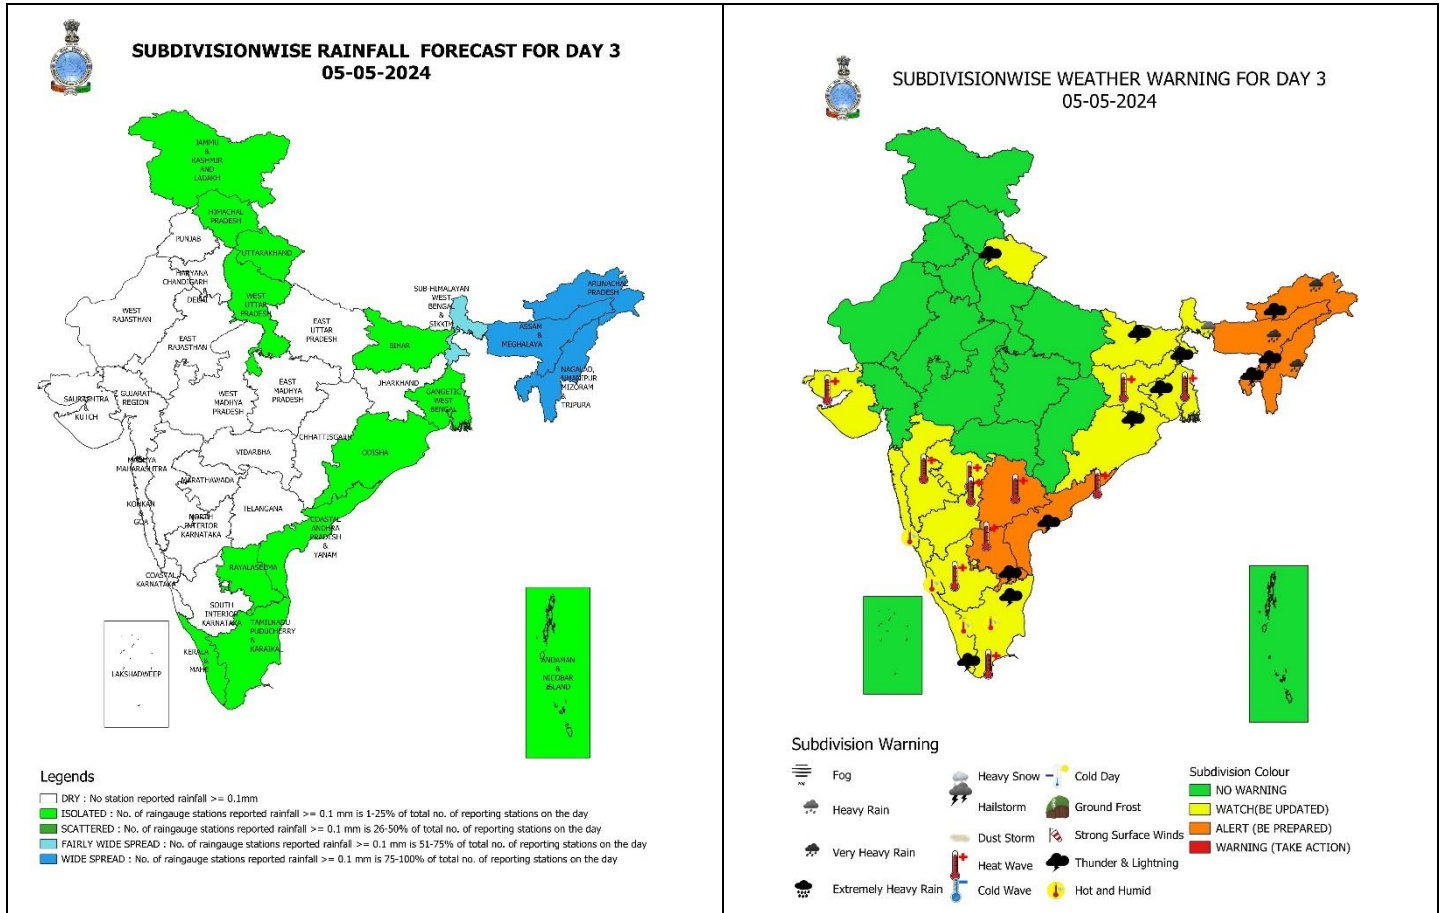 SUBDIVISIONWISE RAINFALL FORECAST FOR DAY 3
05-05-2024
JAMMU
&
KASHMIR
AND
LADAKH
HIMACHAL
PRADESH
PUNJAB
UTTARAKHAND
HARYANA
CHANDIGARH
&
DELHI
WEST
UTTAR
PRADESH
WEST
RAJASTHAN
EAST
RAJASTHAN
EAST
UTTAR
PRADESH
SUB-HIMALAYAN
WEST
BENGAL
&
SIKKIM
ARUNACHAL
PRADESH
ASSAM
&
MEGHALAYA
BIHAR
NAGALAD,
MANIPUR
MIZORAM
&
TRIPURA
JHARKHAND
GANGETIC
WEST
BENGAL
SAURASHTRA
&
KUTCH
GUJARAT
REGION
WEST
MADHYA
PRADESH
EAST
MADHYA
PRADESH
CHHATTISGARH
VIDARBHA
ODISHA
MADHYA
MAHARASTRA
MARATHAWADA
KONKAN
&
GOA
NORTH
INTERIOR
KARNATAKA
TELANGANA
COASTAL
ANDHRA
PRADESH
&
YANAM
RAYALASEEMA
COASTAL
KARNATAKA
SOUTH
INTERIOR
KARNATAKA
TAMILNADU
PUDUCHERRY
&
KARAIKAL
KERALA
&
MAHE
LAKSHADWEEP
ANDAMAN
&
NICOBAR
ISLAND
Legends
DRY : No station reported rainfall >= 0.1mm
ISOLATED : No. of raingauge stations reported rainfall >= 0.1 mm is 1-25% of total no. of reporting stations on the day
SCATTERED : No. of raingauge stations reported rainfall >= 0.1 mm is 26-50% of total no. of reporting stations on the day
FAIRLY WIDE SPREAD : No. of raingauge stations reported rainfall >= 0.1 mm is 51-75% of total no. of reporting stations on the day
WIDE SPREAD : No. of raingauge stations reported rainfall >= 0.1 mm is 75-100% of total no. of reporting stations on the day
SUBDIVISIONWISE WEATHER WARNING FOR DAY 3
05-05-2024
Subdivision Warning
Fog
Heavy Rain
Very Heavy Rain
Extremely Heavy Rain
Heavy Snow
Hailstorm
Dust Storm
Heat Wave
Cold Wave
Cold Day
Ground Frost
Strong Surface Winds
Thunder & Lightning
Hot and Humid
Subdivision Colour
NO WARNING
WATCH(BE UPDATED)
ALERT (BE PREPARED)
WARNING (TAKE ACTION)